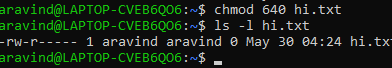 aravind@LAPTOP-CVEB6QO6:~$ chmod 640 hi.txt
aravind@LAPTOP-CVEB6QO6:~$ ls -l hi.txt
-rw-r----- 1 aravind aravind 0 May 30 04:24 hi.txt
aravind@LAPTOP-CVEB6QO6:~$